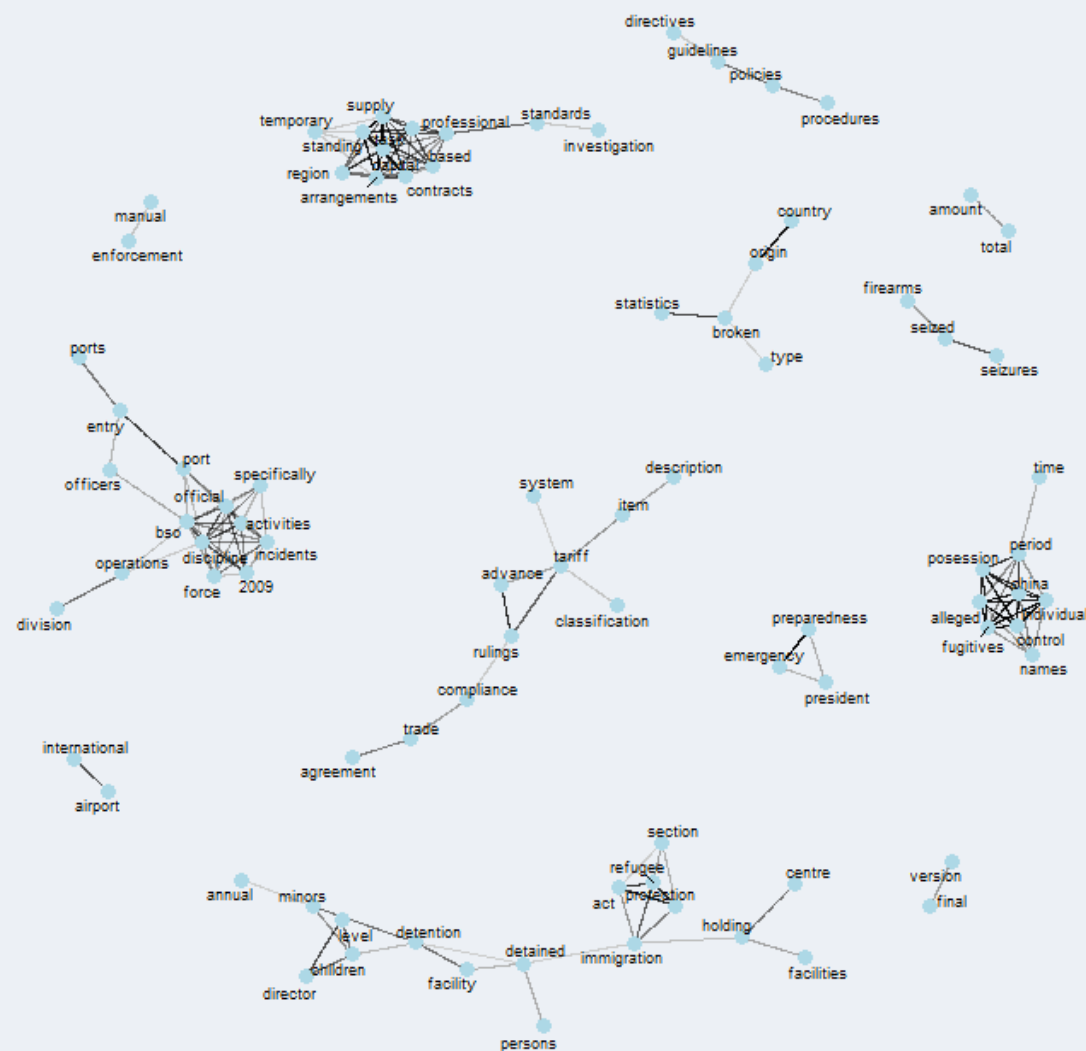 directives
guidelines
policies
procedures
supply
temporary
professional
standards
standing
based
investigation
region
arrangements
contracts
manual
enforcement
country
origin
amount
total
statistics
broken
type
firearms
seized
seizures
ports
entry
port
officers
official
specifically
bso
activities
discipline
incidents
operations
force
2009
division
system
description
item
tariff
advance
classification
rulings
compliance
trade
agreement
time
period
posession
china
alleged
individual
fugitives
control
names
preparedness
emergency
president
international
airport
section
refugee
protection
act
centre
holding
immigration
facilities
version
final
annual
minors
level
detention
children
director
facility
detained
persons